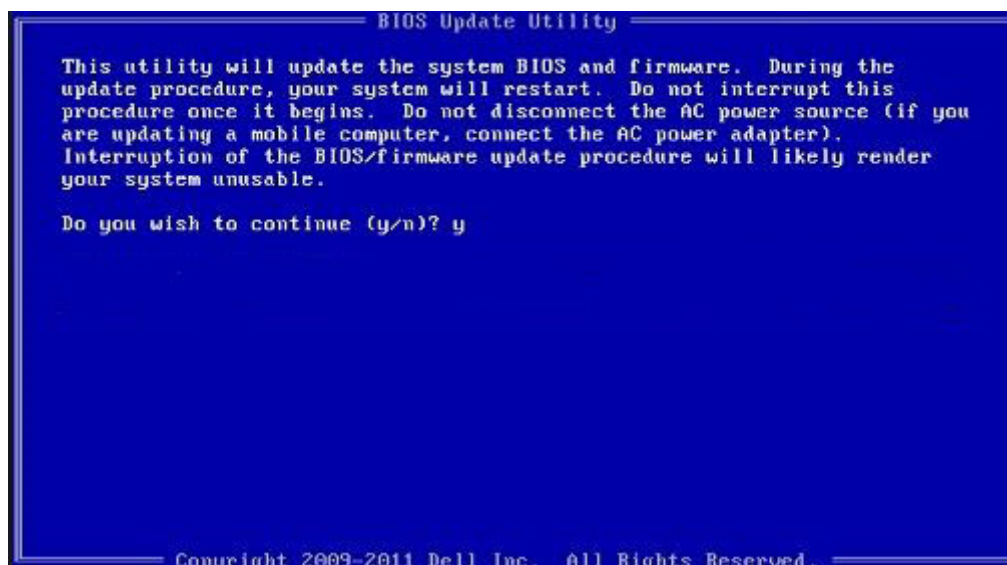 BIOS Update Utility
This utility will update the system BIOS and firmware.  During the
update procedure, your system will restart.  Do not interrupt this
procedure once it begins.  Do not disconnect the AC power source (if you
are updating a mobile computer, connect the AC power adapter).
Interruption of the BIOS/firmware update procedure will likely render
your system unusable.
Do you wish to continue (y/n)? y
Copyright 2009-2011 Dell Inc.  All Rights Reserved.